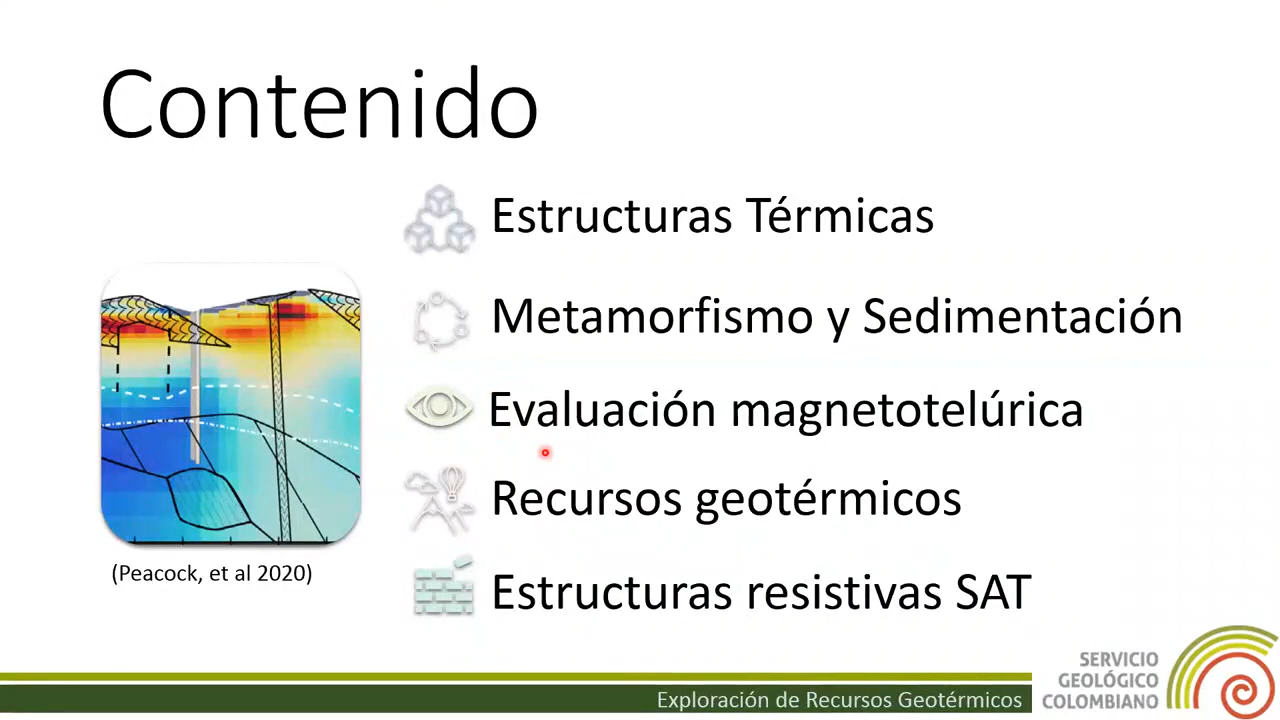 Contenido
Estructuras Térmicas
Metamorfismo y Sedimentación
Evaluación magnetotelúrica
Recursos geotérmicos
Estructuras resistivas SAT
(Peacock, et al 2020)
Exploración de Recursos Geotérmicos
SERVICIO
GEOLÓGICO
COLOMBIANO